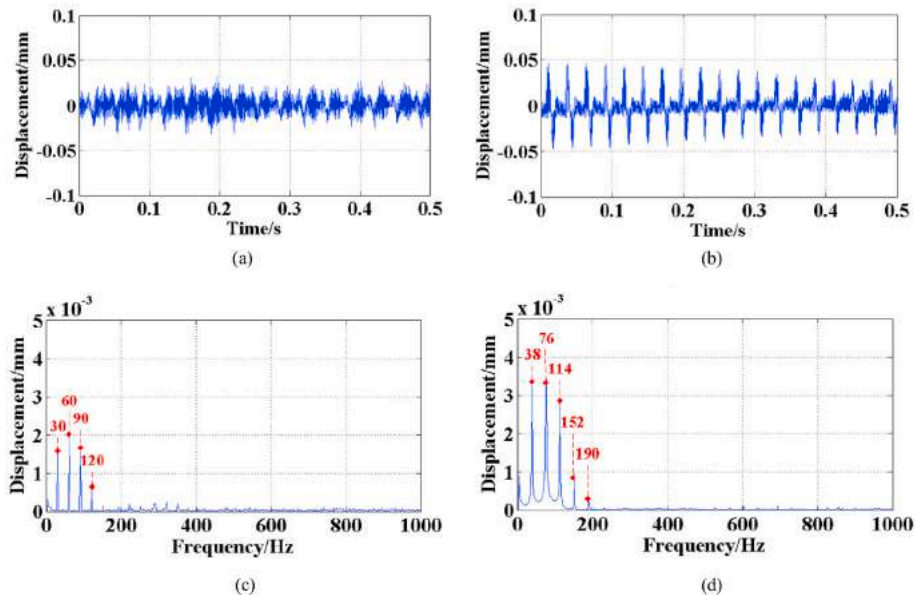 0.1
0.05
0
-0.05
-0.1
Displacement/mm
0 0.1 0.2 0.3 0.4 0.5
Time/s
(a)
0.1
0.05
0
-0.05
-0.1
Displacement/mm
0 0.1 0.2 0.3 0.4 0.5
Time/s
(b)
x 10-3
5
4
3
2
1
0
Displacement/mm
30
60
90
120
0 200 400 600 800 1000
Frequency/Hz
(c)
x 10-3
5
4
3
2
1
0
Displacement/mm
38
76
114
152
190
0 200 400 600 800 1000
Frequency/Hz
(d)